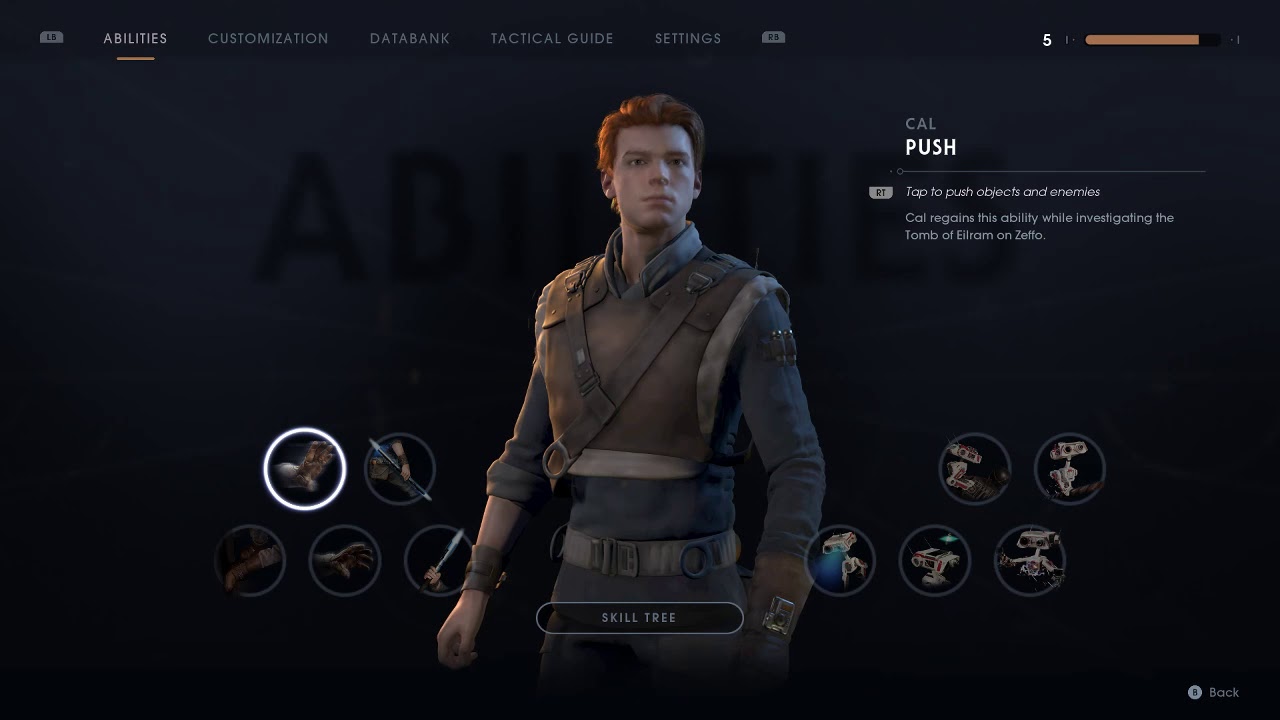 LB
ABILITIES
CUSTOMIZATION
DATABANK
TACTICAL GUIDE
SETTINGS
RB
5
ABILITIES
CAL
PUSH
RT
Tap to push objects and enemies
Cal regains this ability while investigating the
Tomb of Eilram on Zeffo.
SKILL TREE
B
Back